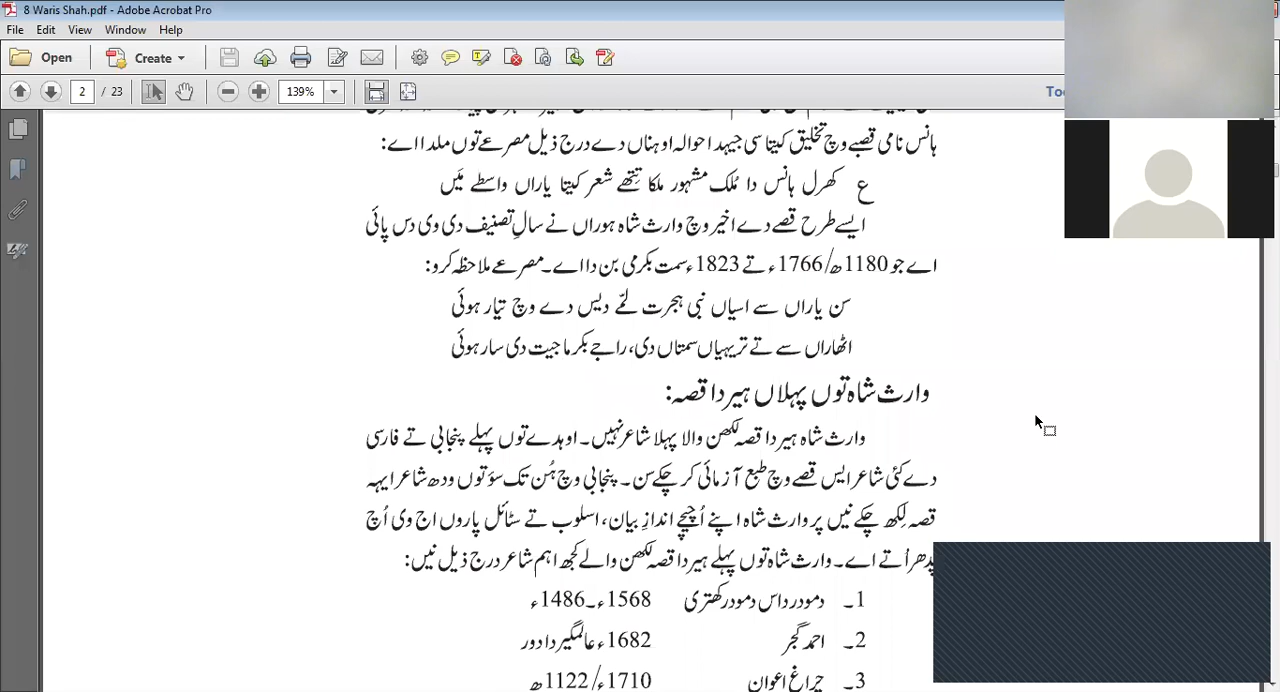 8 Waris Shah.pdf - Adobe Acrobat Pro
File Edit View Window Help
Open Create
2 / 23 139%
ہانس نامی قصبے وچ تخلیق کیتا سی جیہدا حوالہ اوہناں دے درج ذیل مصرعے توں ملدا اے:
ع کھرل ہانس دا مُلک مشہور ملکا تِتھے شعر کیتا یاراں واسطے مَیں
ایسے طرح قصے دے اخیر وچ وارث شاہ ہوراں نے سالِ تصنیف دی وی دس پائی
اے جو 1180ھ/1766ء تے 1823ء سمت بکرمی بن دا اے۔ مصرعے ملاحظہ کرو:
سن یاراں سے اسیاں نبی ہجرت لمّے دیس دے وچ تیار ہوئی
اٹھاراں سے تے تریہیاں سمتاں دی، راجے بکرماجیت دی سار ہوئی
وارث شاہ توں پہلاں ہیر دا قصہ:
وارث شاہ ہیر دا قصہ لکھن والا پہلا شاعر نہیں۔ اوہدے توں پہلے پنجابی تے فارسی
دے کئی شاعر ایس قصے وچ طبع آزمائی کر چکے سن۔ پنجابی وچ ہُن تک سَو توں ودھ شاعر ایہہ
قصہ لِکھ چکے نیں پر وارث شاہ اپنے اُچیچے اندازِ بیان، اسلوب تے سٹائل پاروں اج وی اُچ
پدھر اُتے اے۔ وارث شاہ توں پہلے ہیر دا قصہ لکھن والے کجھ اہم شاعر درج ذیل نیں:
1۔ دمودر داس دمودر کھتری 1568ء۔1486ء
2۔ احمد گجر 1682ء عالمگیر دا دور
3۔ چراغ اعوان 1710ء/1122ھ